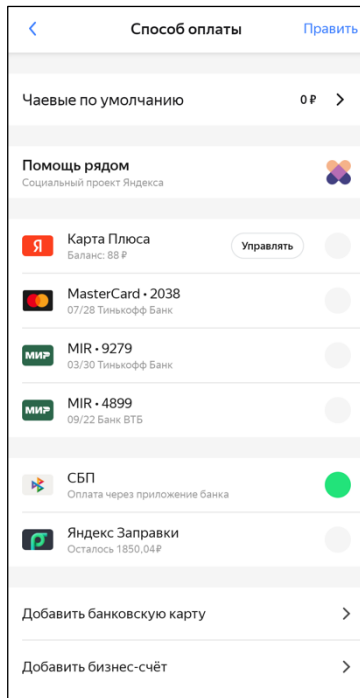 Способ оплаты
Править
Чаевые по умолчанию
0 ₽
Помощь рядом
Социальный проект Яндекса
Я
Карта Плюса
Баланс: 88 ₽
Управлять
MasterCard • 2038
07/28 Тинькофф Банк
МИР
MIR • 9279
03/30 Тинькофф Банк
МИР
MIR • 4899
09/22 Банк ВТБ
СБП
Оплата через приложение банка
Яндекс Заправки
Осталось 1850,04₽
Добавить банковскую карту
Добавить бизнес-счёт